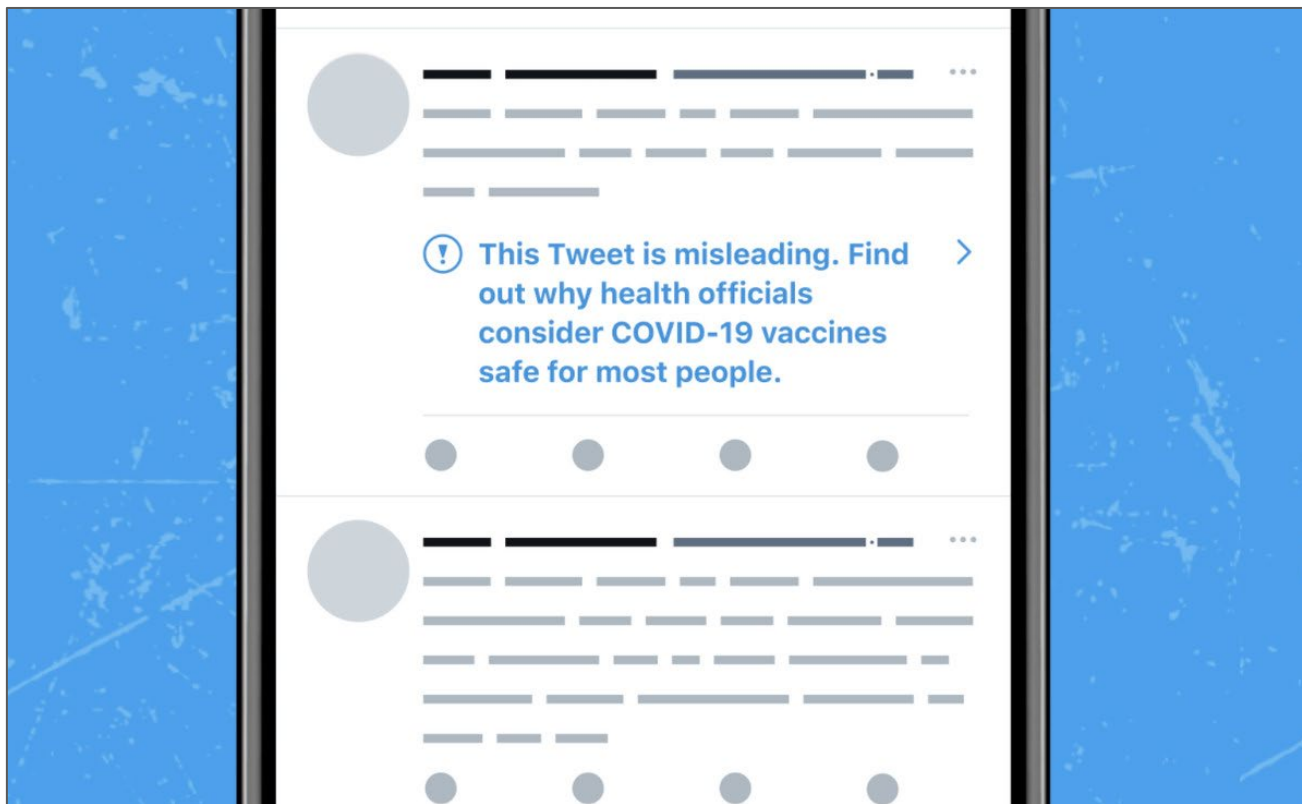 This Tweet is misleading. Find
out why health officials
consider COVID-19 vaccines
safe for most people.